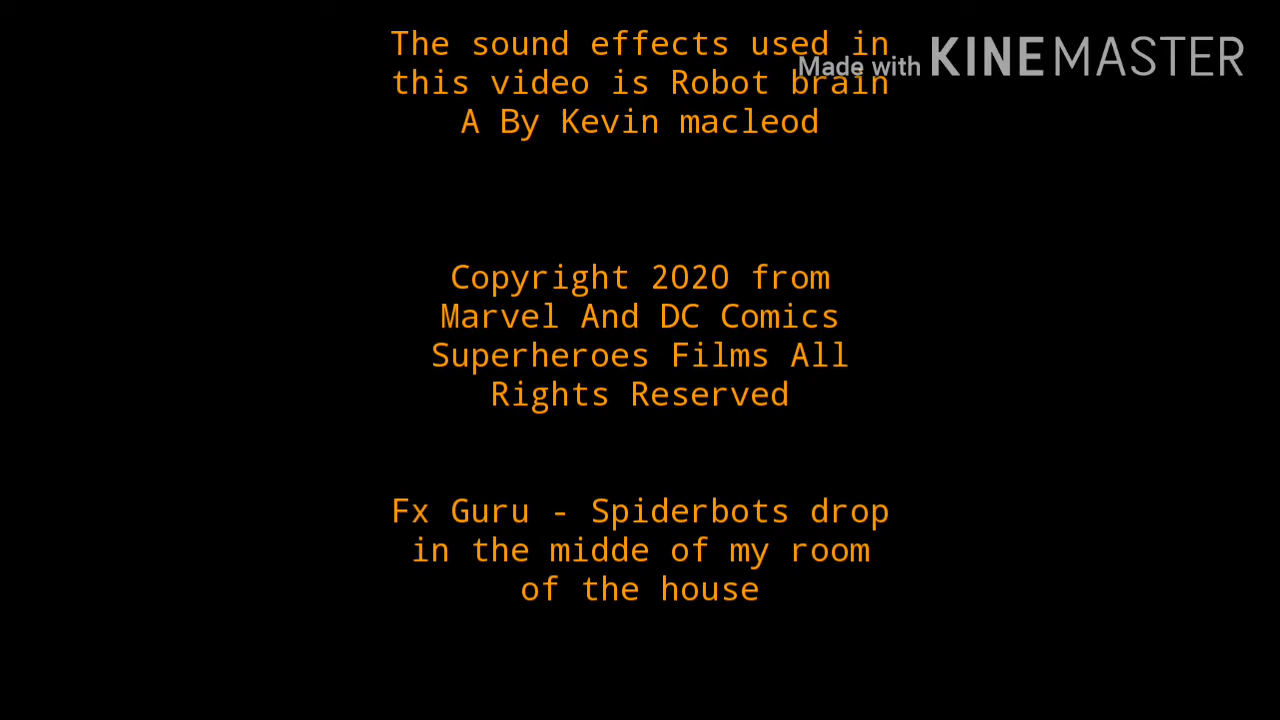 The sound effects used in
this video is Robot brain
A By Kevin macleod
Made with KINEMASTER
Copyright 2020 from
Marvel And DC Comics
Superheroes Films All
Rights Reserved
Fx Guru - Spiderbots drop
in the midde of my room
of the house